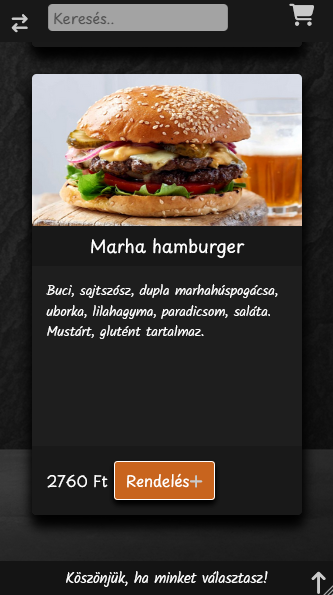 Keresés..
Marha hamburger
Buci, sajtszósz, dupla marhahúspogácsa,
uborka, lilahagyma, paradicsom, saláta.
Mustárt, glutént tartalmaz.
2760 Ft Rendelés+
Köszönjük, ha minket választasz!